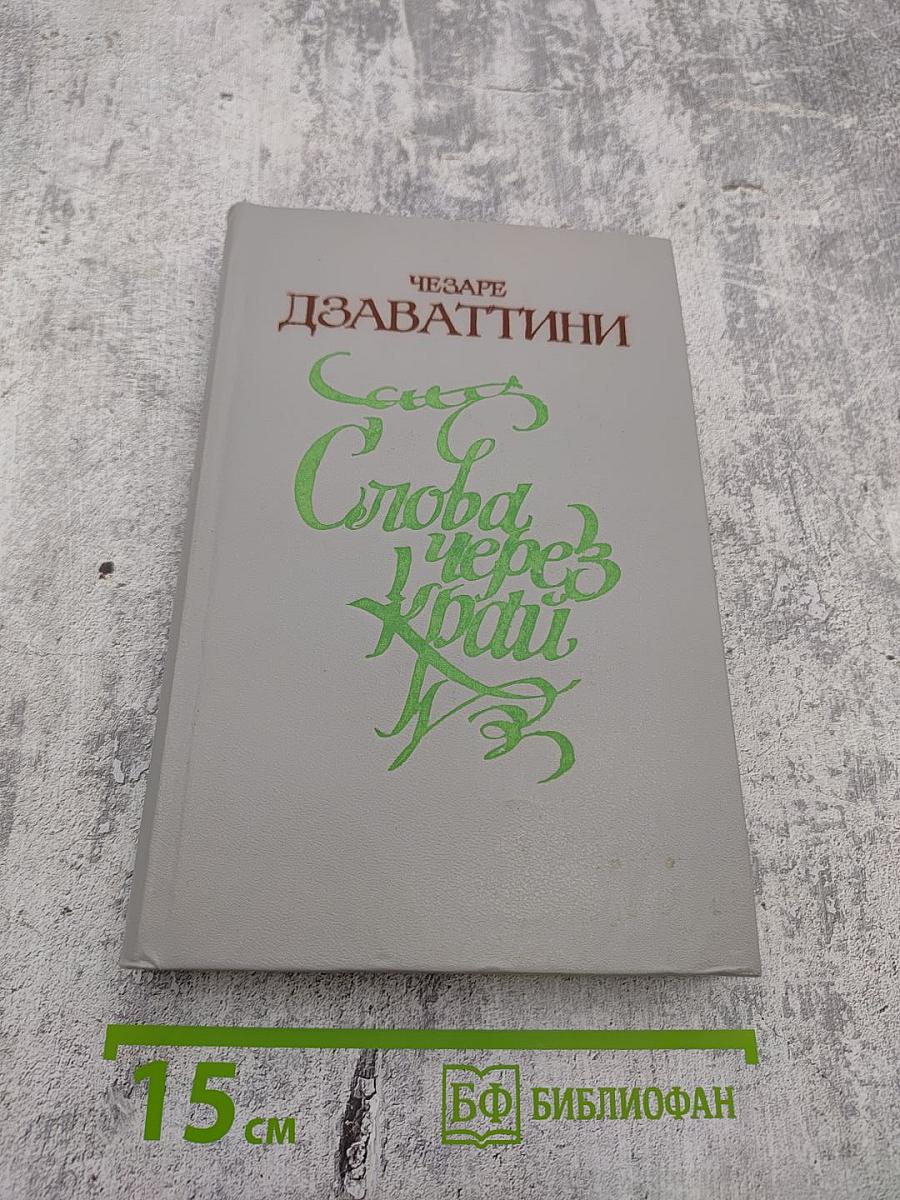 ЧЕЗАРЕ
ДЗАВАТТИНИ
Слова
через
край
15 см
БФ БИБЛИОФАН